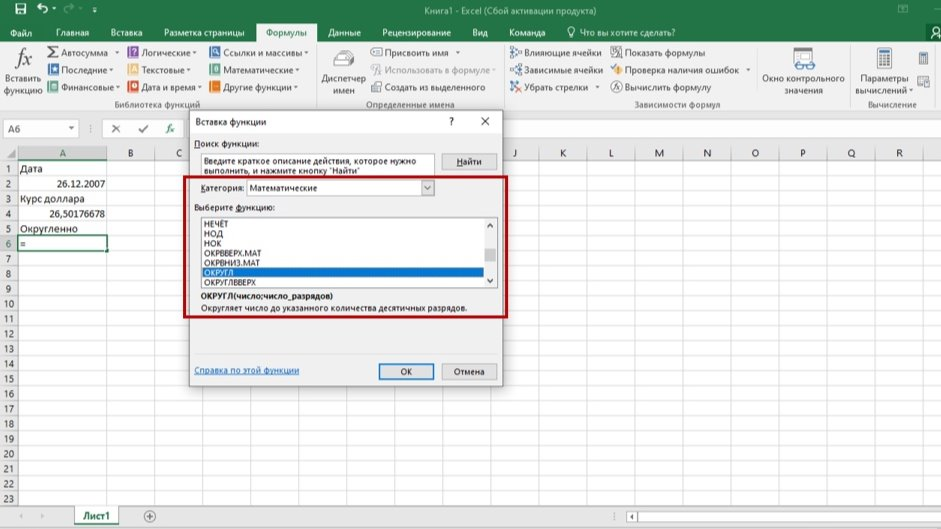 Книга1 - Excel (Сбой активации продукта)
Файл Главная Вставка Разметка страницы Формулы Данные Рецензирование Вид Команда Что вы хотите сделать?
fx
Вставить функцию
Автосумма
Последние
Финансовые
Логические
Текстовые
Дата и время
Ссылки и массивы
Математические
Другие функции
Библиотека функций
Диспетчер имен
Присвоить имя
Использовать в формуле
Создать из выделенного
Определенные имена
Влияющие ячейки
Зависимые ячейки
Убрать стрелки
Показать формулы
Проверка наличия ошибок
Вычислить формулу
Зависимости формул
Окно контрольного значения
Параметры вычислений
Вычисление
A6
fx
A B C J K L M N O P Q R
1 Дата
2 26.12.2007
3 Курс доллара
4 26,50176678
5 Округленно
6 =
7
8
9
10
11
12
13
14
15
16
17
18
19
20
21
22
23
Вставка функции
?
Поиск функции:
Введите краткое описание действия, которое нужно
выполнить, и нажмите кнопку "Найти"
Найти
Категория: Математические
Выберите функцию:
НЕЧЁТ
НОД
НОК
ОКРВВЕРХ.МАТ
ОКРВНИЗ.МАТ
ОКРУГЛ
ОКРУГЛВВЕРХ
ОКРУГЛ(число;число_разрядов)
Округляет число до указанного количества десятичных разрядов.
Справка по этой функции
ОК
Отмена
Лист1